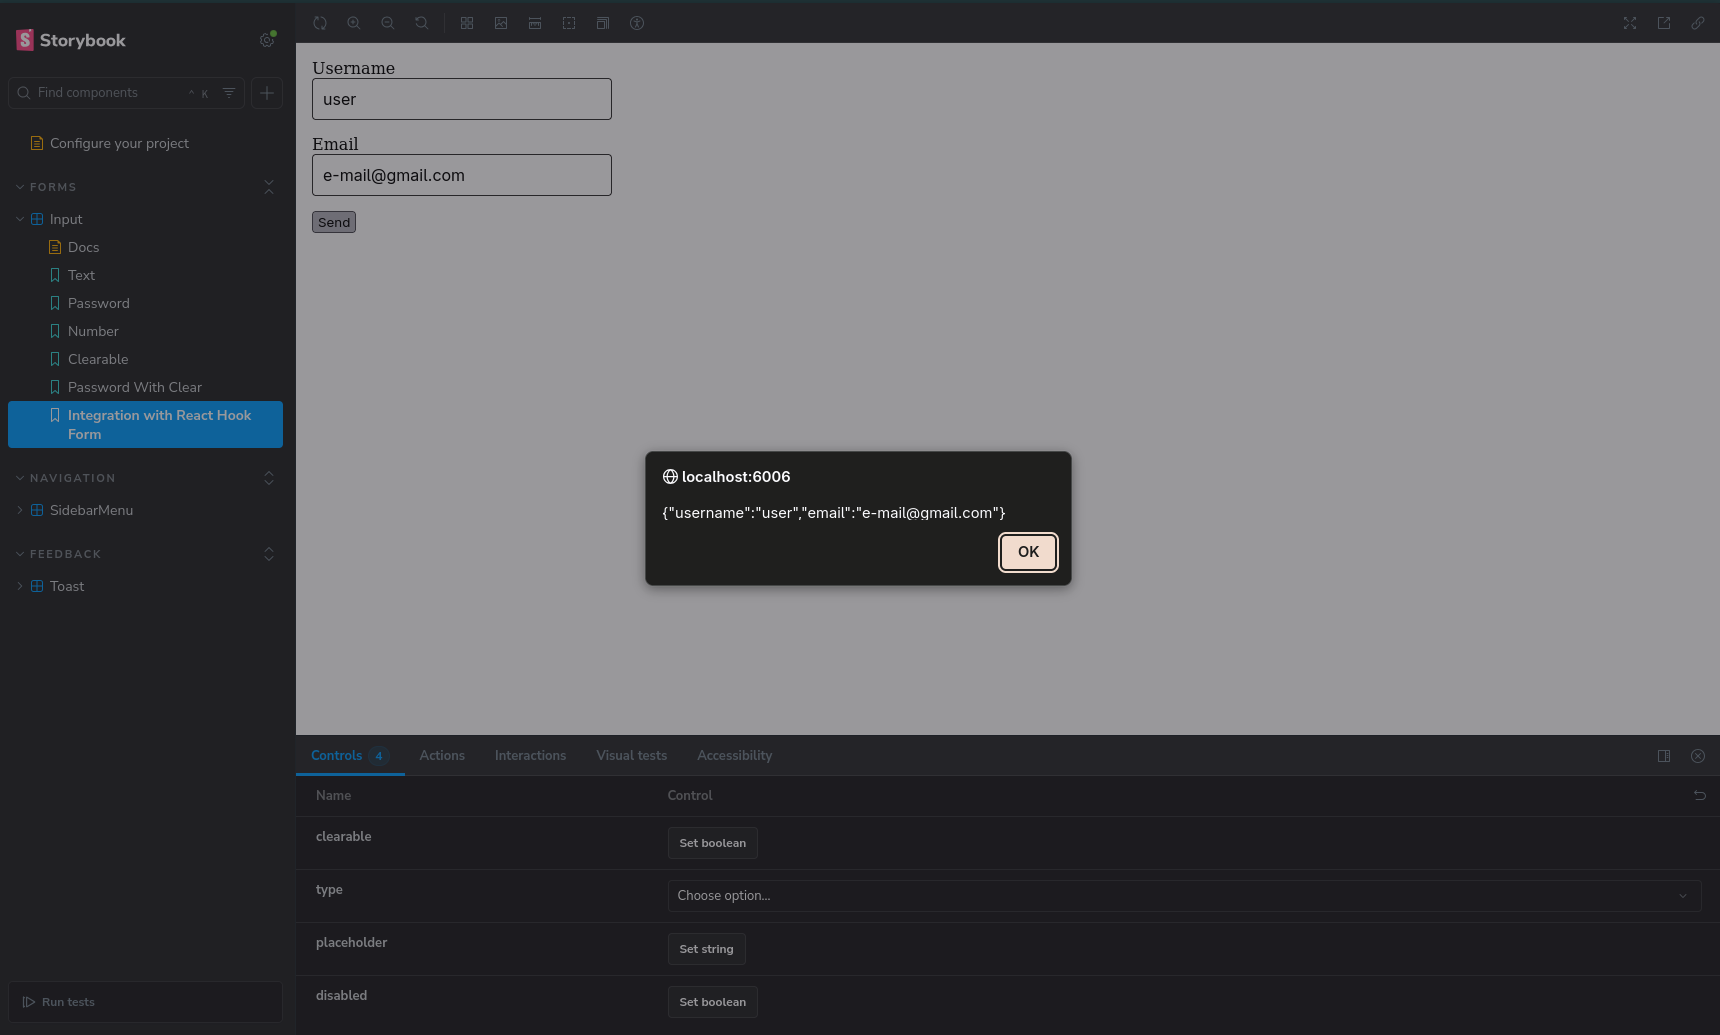 Storybook
Find components
^ K
Configure your project
FORMS
Input
Docs
Text
Password
Number
Clearable
Password With Clear
Integration with React Hook
Form
NAVIGATION
SidebarMenu
FEEDBACK
Toast
Run tests
Username
user
Email
e-mail@gmail.com
Send
localhost:6006
{"username":"user","email":"e-mail@gmail.com"}
OK
Controls 4 Actions Interactions Visual tests Accessibility
Name Control
clearable Set boolean
type Choose option...
placeholder Set string
disabled Set boolean